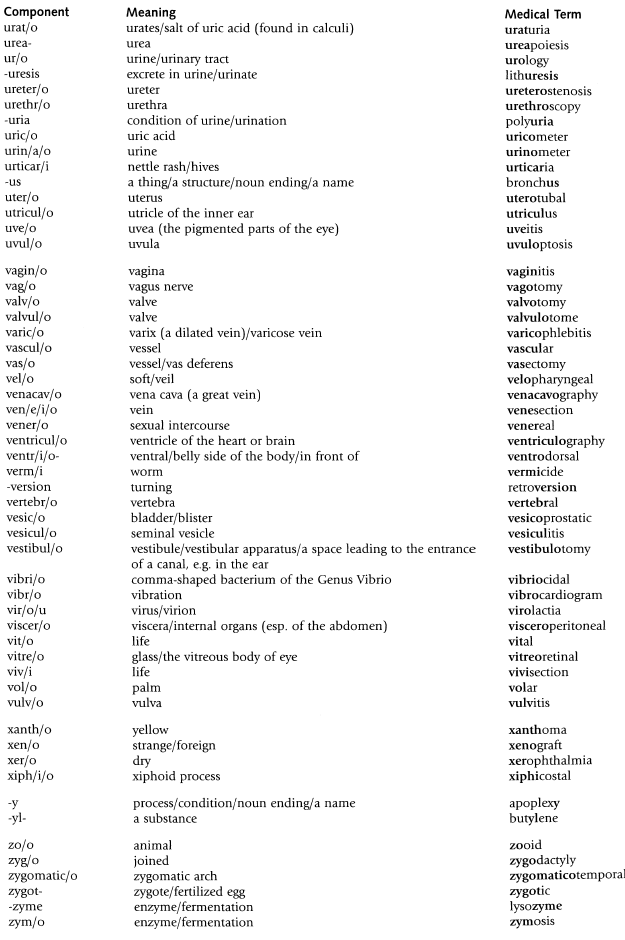 Component Meaning Medical Term
urat/o urates/salt of uric acid (found in calculi) uraturia
urea- urea ureapoiesis
ur/o urine/urinary tract urology
-uresis excrete in urine/urinate lithuresis
ureter/o ureter ureterostenosis
urethr/o urethra urethroscopy
-uria condition of urine/urination polyuria
uric/o uric acid uricometer
urin/a/o urine urinometer
urticar/i nettle rash/hives urticaria
-us a thing/a structure/noun ending/a name bronchus
uter/o uterus uterotubal
utricul/o utricle of the inner ear utriculus
uve/o uvea (the pigmented parts of the eye) uveitis
uvul/o uvula uvuloptosis
vagin/o vagina vaginitis
vag/o vagus nerve vagotomy
valv/o valve valvotomy
valvul/o valve valvulotome
varic/o varix (a dilated vein)/varicose vein varicophlebitis
vascul/o vessel vascular
vas/o vessel/vas deferens vasectomy
vel/o soft/veil velopharyngeal
venacav/o vena cava (a great vein) venacavography
ven/e/i/o vein venesection
vener/o sexual intercourse venereal
ventricul/o ventricle of the heart or brain ventriculography
ventr/i/o- ventral/belly side of the body/in front of ventrodorsal
verm/i worm vermicide
-version turning retroversion
vertebr/o vertebra vertebral
vesic/o bladder/blister vesicoprostatic
vesicul/o seminal vesicle vesiculitis
vestibul/o vestibule/vestibular apparatus/a space leading to the entrance vestibulotomy
of a canal, e.g. in the ear
vibri/o comma-shaped bacterium of the Genus Vibrio vibriocidal
vibr/o vibration vibrocardiogram
vir/o/u virus/virion virolactia
viscer/o viscera/internal organs (esp. of the abdomen) visceroperitoneal
vit/o life vital
vitre/o glass/the vitreous body of eye vitreoretinal
viv/i life vivisection
vol/o palm volar
vulv/o vulva vulvitis
xanth/o yellow xanthoma
xen/o strange/foreign xenograft
xer/o dry xerophthalmia
xiph/i/o xiphoid process xiphicostal
-y process/condition/noun ending/a name apoplexy
-yl- a substance butylene
zo/o animal zooid
zyg/o joined zygodactyly
zygomatic/o zygomatic arch zygomaticotemporal
zygot- zygote/fertilized egg zygotic
-zyme enzyme/fermentation lysozyme
zym/o enzyme/fermentation zymosis